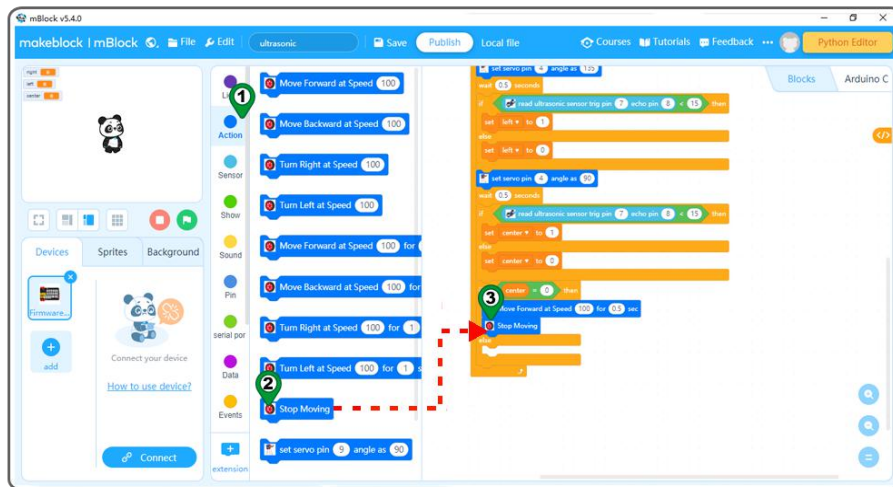 mBlock v5.4.0
makeblock | mBlock File Edit ultrasonic Save Publish Local file Courses Tutorials Feedback ••• Python Editor
right
left
center
Devices Sprites Background
Firmware...
add
Connect your device
How to use device?
Connect
1
Action
Sensor
Show
Sound
Pin
serial por
Data
Events
extension
Move Forward at Speed 100
Move Backward at Speed 100
Turn Right at Speed 100
Turn Left at Speed 100
Move Forward at Speed 100 for
Move Backward at Speed 100 for
Turn Right at Speed 100 for 1
Turn Left at Speed 100 for 1 s
2
Stop Moving
set servo pin 9 angle as 90
Blocks Arduino C
set servo pin 4 angle as 135
wait 0.5 seconds
if read ultrasonic sensor trig pin 7 echo pin 8 < 15 then
set left to 1
else
set left to 0
set servo pin 4 angle as 90
wait 0.5 seconds
if read ultrasonic sensor trig pin 7 echo pin 8 < 15 then
set center to 1
else
set center to 0
center = 0 then
3
Move Forward at Speed 100 for 0.5 sec
Stop Moving
else